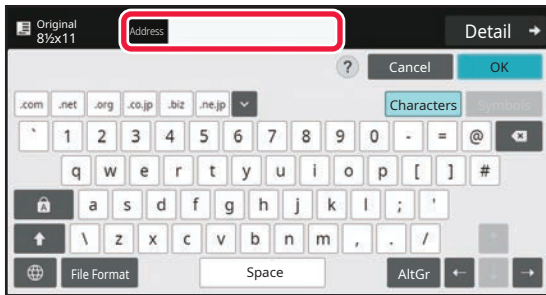 Original
8½x11
Address
Detail
? Cancel OK
.com .net .org .co.jp .biz .ne.jp Characters Symbols
` 1 2 3 4 5 6 7 8 9 0 - = @
q w e r t y u i o p [ ] #
A a s d f g h j k l ; '
\ z x c v b n m , . /
File Format Space AltGr